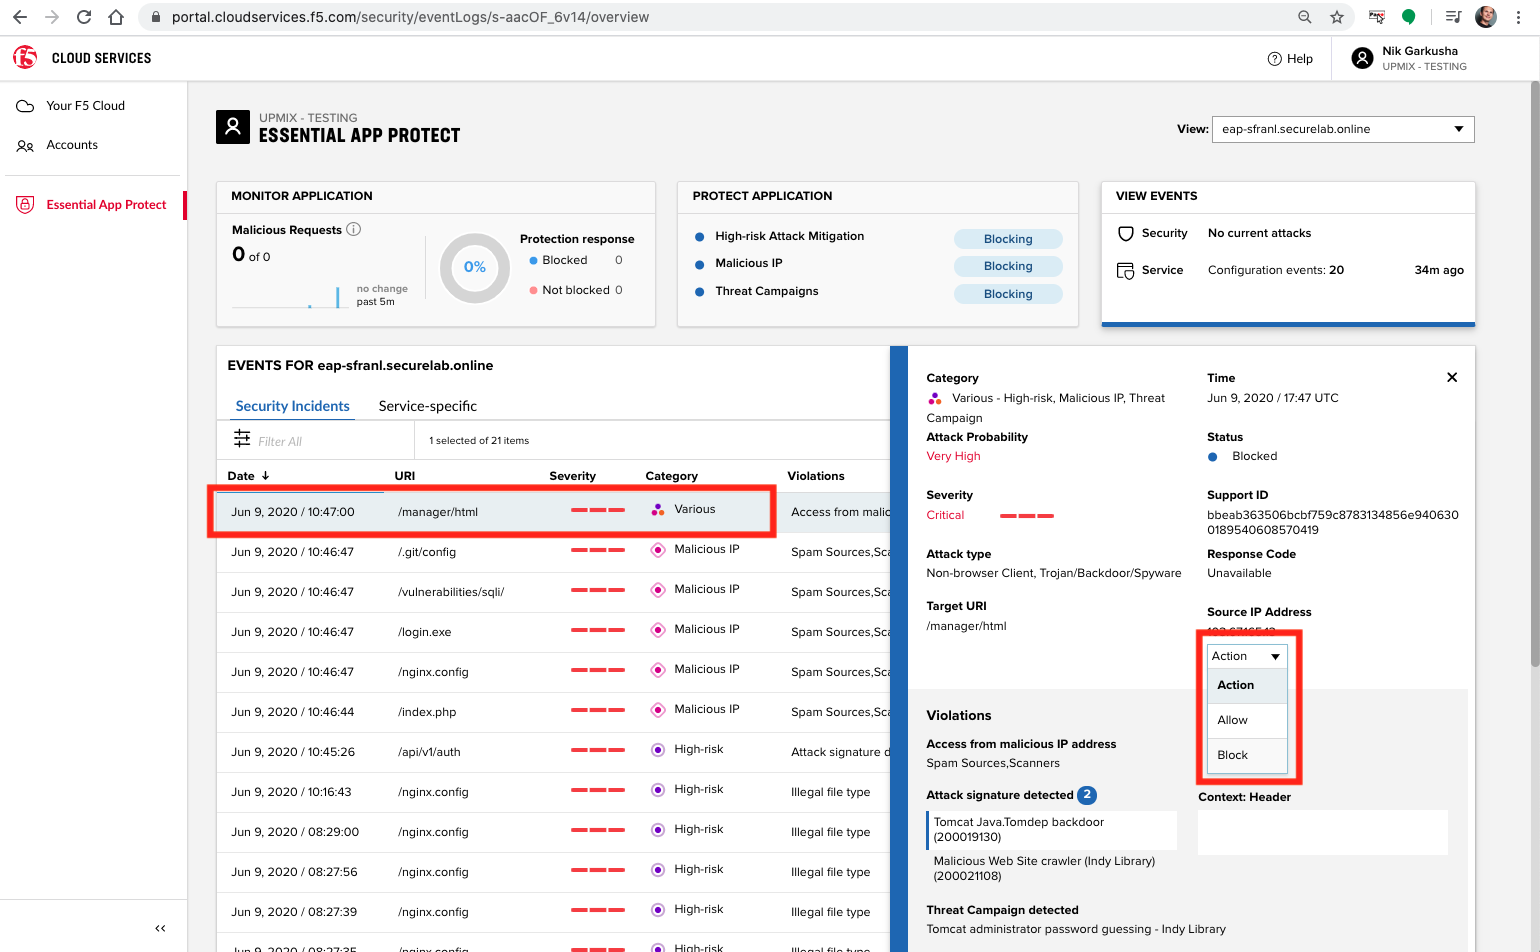 portal.cloudservices.f5.com/security/eventLogs/s-aacOF_6v14/overview
f5 CLOUD SERVICES
Help
Nik Garkusha
UPMIX - TESTING
Your F5 Cloud
Accounts
Essential App Protect
UPMIX - TESTING
ESSENTIAL APP PROTECT
View: eap-sfranl.securelab.online
MONITOR APPLICATION
Malicious Requests
0 of 0
no change
past 5m
0%
Protection response
Blocked 0
Not blocked 0
PROTECT APPLICATION
High-risk Attack Mitigation Blocking
Malicious IP Blocking
Threat Campaigns Blocking
VIEW EVENTS
Security No current attacks
Service Configuration events: 20 34m ago
EVENTS FOR eap-sfranl.securelab.online
Security Incidents Service-specific
Filter All 1 selected of 21 items
Date URI Severity Category Violations
Jun 9, 2020 / 10:47:00 /manager/html Various Access from malic
Jun 9, 2020 / 10:46:47 /.git/config Malicious IP Spam Sources,Sca
Jun 9, 2020 / 10:46:47 /vulnerabilities/sqli/ Malicious IP Spam Sources,Sca
Jun 9, 2020 / 10:46:47 /login.exe Malicious IP Spam Sources,Sca
Jun 9, 2020 / 10:46:47 /nginx.config Malicious IP Spam Sources,Sca
Jun 9, 2020 / 10:46:44 /index.php Malicious IP Spam Sources,Sca
Jun 9, 2020 / 10:45:26 /api/v1/auth High-risk Attack signature d
Jun 9, 2020 / 10:16:43 /nginx.config High-risk Illegal file type
Jun 9, 2020 / 08:29:00 /nginx.config High-risk Illegal file type
Jun 9, 2020 / 08:27:56 /nginx.config High-risk Illegal file type
Jun 9, 2020 / 08:27:39 /nginx.config High-risk Illegal file type
Jun 9, 2020 / 08:27:35 /nginx.config High-risk Illegal file type
Category
Various - High-risk, Malicious IP, Threat
Campaign
Time
Jun 9, 2020 / 17:47 UTC
Attack Probability
Very High
Status
Blocked
Severity
Critical
Support ID
bbeab363506bcbf759c8783134856e940630
0189540608570419
Attack type
Non-browser Client, Trojan/Backdoor/Spyware
Response Code
Unavailable
Target URI
/manager/html
Source IP Address
Action
Action
Allow
Block
Violations
Access from malicious IP address
Spam Sources,Scanners
Attack signature detected 2
Context: Header
Tomcat Java.Tomdep backdoor
(200019130)
Malicious Web Site crawler (Indy Library)
(200021108)
Threat Campaign detected
Tomcat administrator password guessing - Indy Library